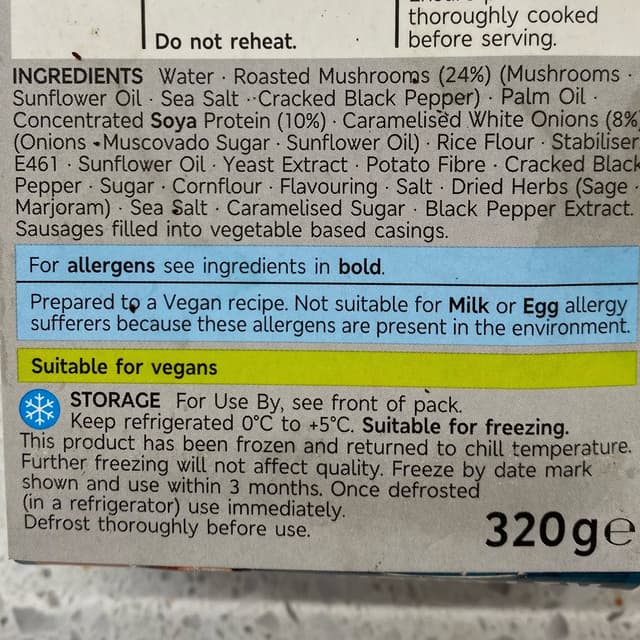 Do not reheat.
thoroughly cooked
before serving.
INGREDIENTS Water · Roasted Mushrooms (24%) (Mushrooms ·
Sunflower Oil · Sea Salt · Cracked Black Pepper) · Palm Oil ·
Concentrated Soya Protein (10%) · Caramelised White Onions (8%
(Onions · Muscovado Sugar · Sunflower Oil) · Rice Flour · Stabiliser
E461 · Sunflower Oil · Yeast Extract · Potato Fibre · Cracked Black
Pepper · Sugar · Cornflour · Flavouring · Salt · Dried Herbs (Sage ·
Marjoram) · Sea Salt · Caramelised Sugar · Black Pepper Extract.
Sausages filled into vegetable based casings.
For allergens see ingredients in bold.
Prepared to a Vegan recipe. Not suitable for Milk or Egg allergy
sufferers because these allergens are present in the environment.
Suitable for vegans
STORAGE For Use By, see front of pack.
Keep refrigerated 0°C to +5°C. Suitable for freezing.
This product has been frozen and returned to chill temperature.
Further freezing will not affect quality. Freeze by date mark
shown and use within 3 months. Once defrosted
(in a refrigerator) use immediately.
Defrost thoroughly before use.
320g℮